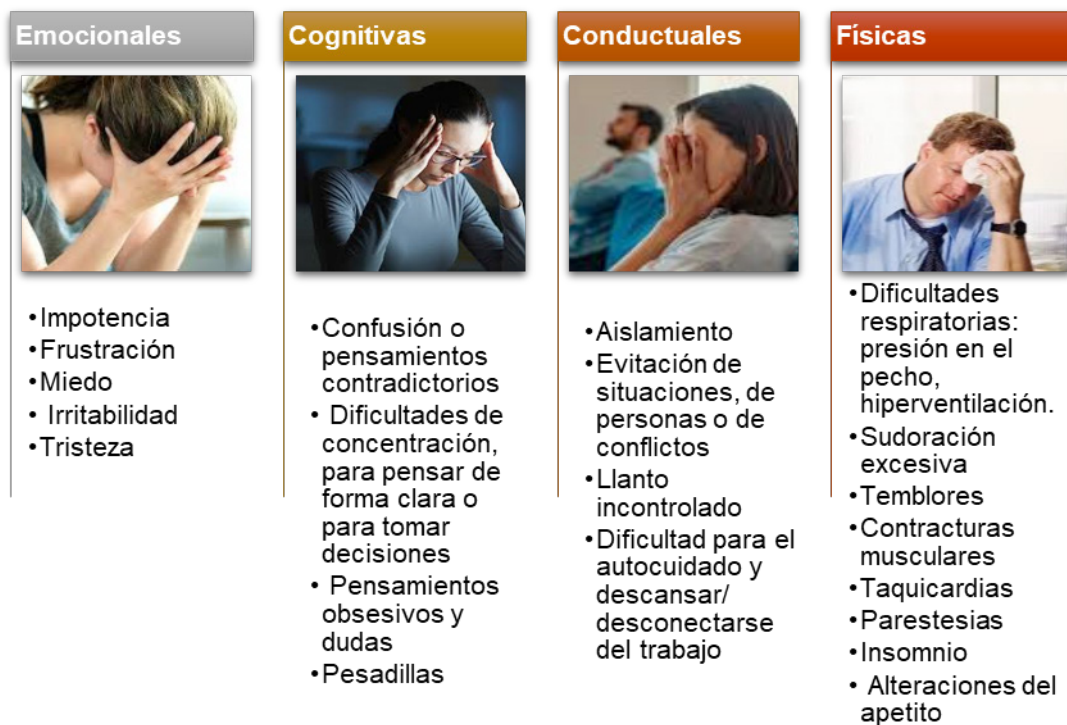 Emocionales
•Impotencia
•Frustración
•Miedo
• Irritabilidad
•Tristeza
Cognitivas
•Confusión o
pensamientos
contradictorios
• Dificultades de
concentración,
para pensar de
forma clara o
para tomar
decisiones
• Pensamientos
obsesivos y
dudas
•Pesadillas
Conductuales
•Aislamiento
•Evitación de
situaciones, de
personas o de
conflictos
•Llanto
incontrolado
•Dificultad para el
autocuidado y
descansar/
desconectarse
del trabajo
Físicas
•Dificultades
respiratorias:
presión en el
pecho,
hiperventilación.
•Sudoración
excesiva
•Temblores
•Contracturas
musculares
•Taquicardias
•Parestesias
•Insomnio
• Alteraciones del
apetito